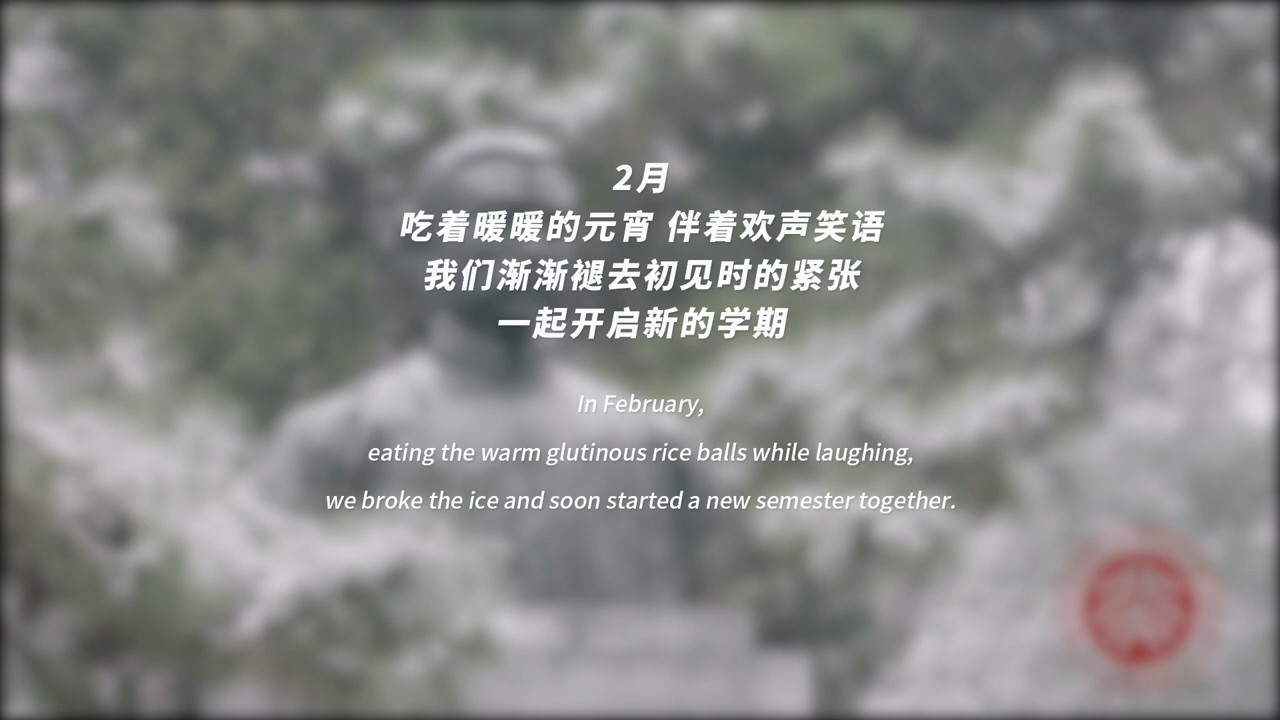 2月
吃着暖暖的元宵 伴着欢声笑语
我们渐渐褪去初见时的紧张
一起开启新的学期
In February,
eating the warm glutinous rice balls while laughing,
we broke the ice and soon started a new semester together.